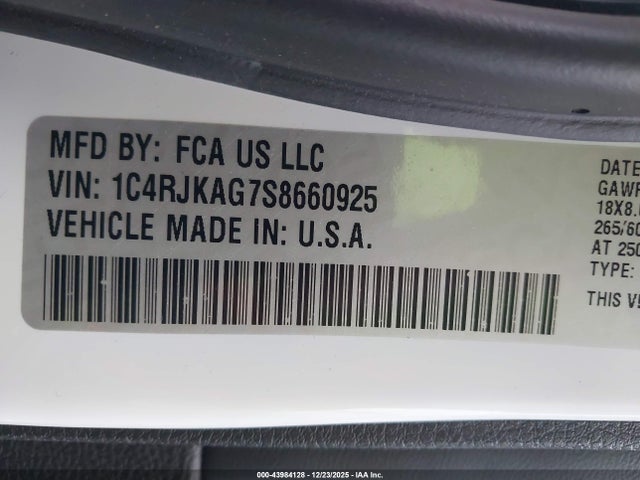 MFD BY: FCA US LLC
VIN: 1C4RJKAG7S8660925
VEHICLE MADE IN: U.S.A.
DATE
18X8.
265/60
AT 250
TYPE:
THIS
000-43984128 - 12/23/2025 - IAA Inc.